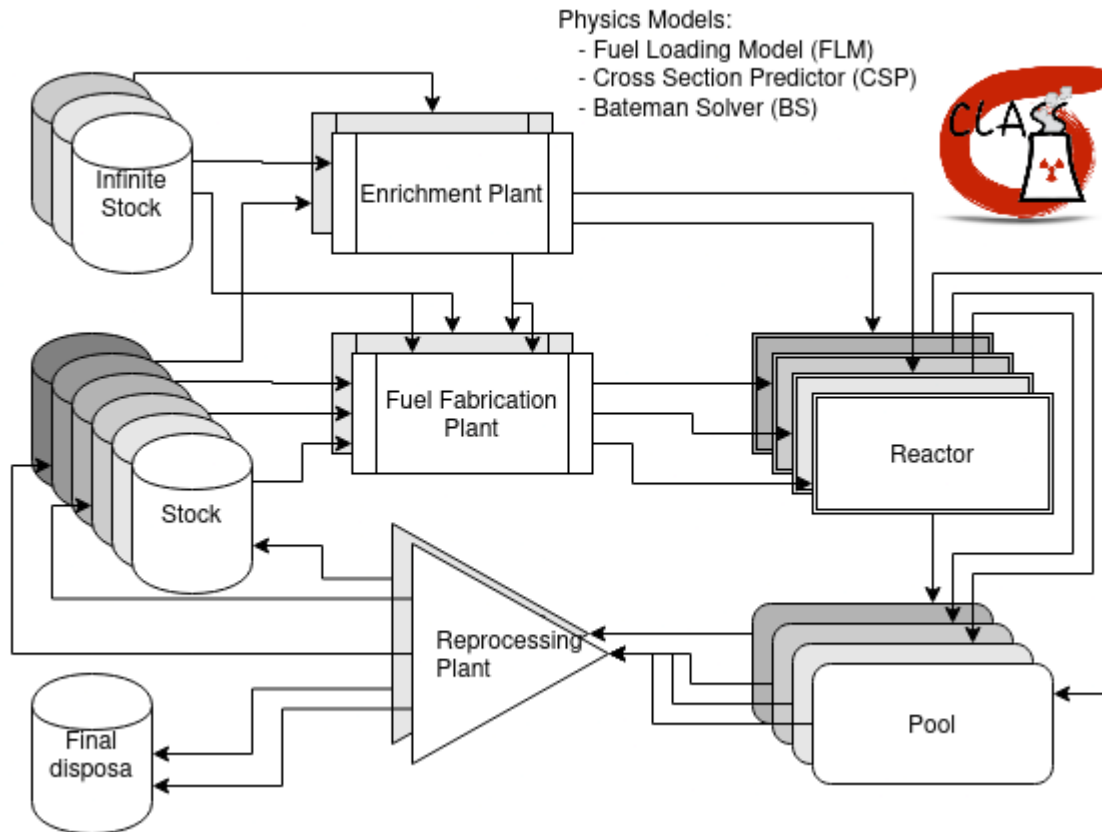 Physics Models:
- Fuel Loading Model (FLM)
- Cross Section Predictor (CSP)
- Bateman Solver (BS)
CLASS
Infinite
Stock
Enrichment Plant
Fuel Fabrication
Plant
Reactor
Stock
Reprocessing
Plant
Pool
Final
disposa